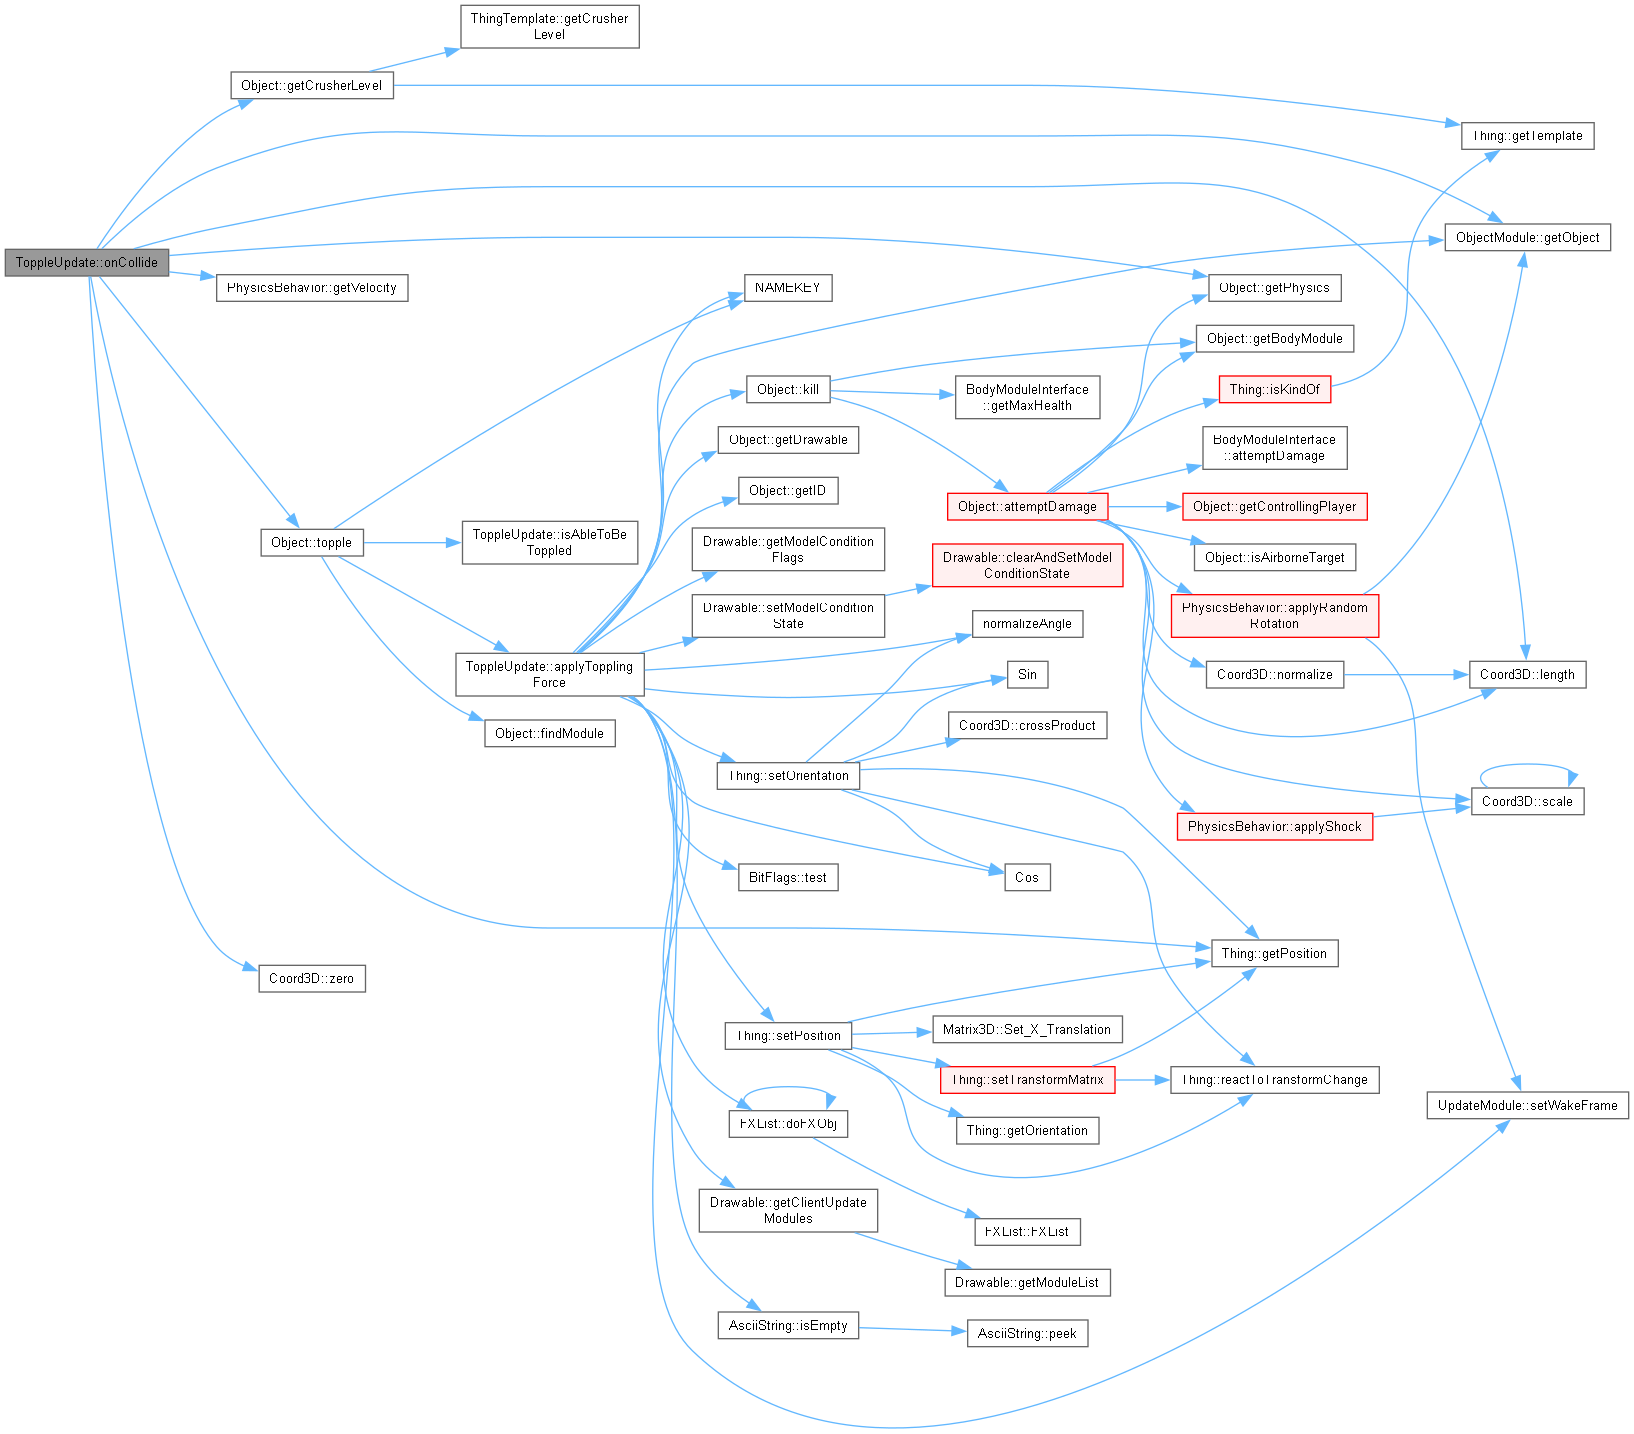 ThingTemplate::getCrusher
Level
Object::getCrusherLevel
Thing::getTemplate
ObjectModule::getObject
ToppleUpdate::onCollide
PhysicsBehavior::getVelocity
NAMEKEY
Object::getPhysics
Object::getBodyModule
Object::kill
BodyModuleInterface
::getMaxHealth
Thing::isKindOf
Object::getDrawable
BodyModuleInterface
::attemptDamage
Object::getID
Object::attemptDamage
Object::getControllingPlayer
Object::topple
ToppleUpdate::isAbleToBe
Toppled
Drawable::getModelCondition
Flags
Drawable::clearAndSetModel
ConditionState
Object::isAirborneTarget
Drawable::setModelCondition
State
PhysicsBehavior::applyRandom
Rotation
normalizeAngle
ToppleUpdate::applyToppling
Force
Sin
Coord3D::normalize
Coord3D::length
Object::findModule
Coord3D::crossProduct
Thing::setOrientation
Coord3D::scale
PhysicsBehavior::applyShock
BitFlags::test
Cos
Thing::getPosition
Coord3D::zero
Thing::setPosition
Matrix3D::Set_X_Translation
Thing::setTransformMatrix
Thing::reactToTransformChange
UpdateModule::setWakeFrame
FXList::doFXObj
Thing::getOrientation
Drawable::getClientUpdate
Modules
FXList::FXList
Drawable::getModuleList
AsciiString::isEmpty
AsciiString::peek